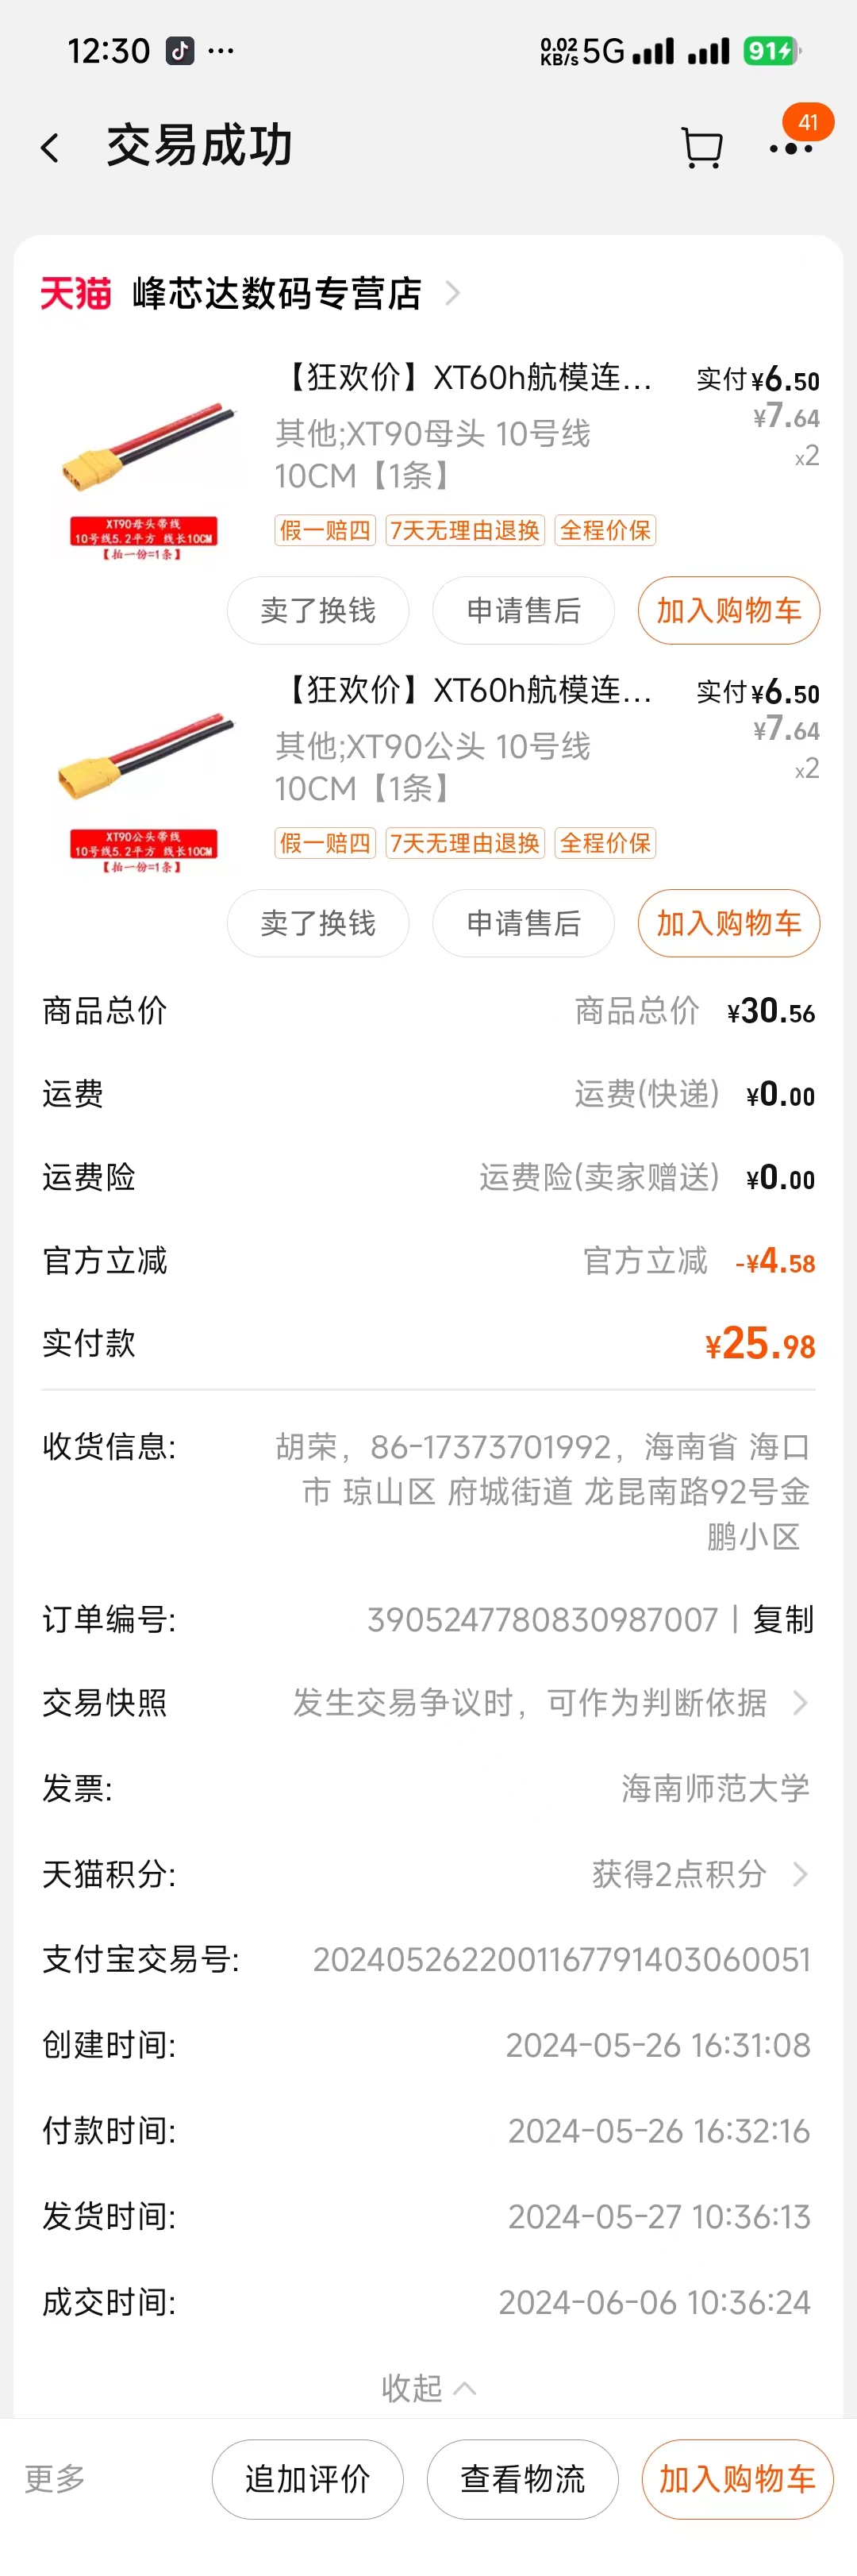 12:30 ... 0.02 KB/s 5G 91
交易成功 41
天猫 峰芯达数码专营店
【狂欢价】XT60h航模连... 实付¥6.50
¥7.64
其他;XT90母头 10号线 x2
10CM【1条】
假一赔四 7天无理由退换 全程价保
XT90母头带线
10号线5.2平方 线长10CM
【拍一份=1条】
卖了换钱 申请售后 加入购物车
【狂欢价】XT60h航模连... 实付¥6.50
¥7.64
其他;XT90公头 10号线 x2
10CM【1条】
假一赔四 7天无理由退换 全程价保
XT90公头带线
10号线5.2平方 线长10CM
【拍一份=1条】
卖了换钱 申请售后 加入购物车
商品总价 商品总价 ¥30.56
运费 运费(快递) ¥0.00
运费险 运费险(卖家赠送) ¥0.00
官方立减 官方立减 -¥4.58
实付款 ¥25.98
收货信息: 胡荣，86-17373701992，海南省 海口
市 琼山区 府城街道 龙昆南路92号金
鹏小区
订单编号: 3905247780830987007 | 复制
交易快照 发生交易争议时，可作为判断依据
发票: 海南师范大学
天猫积分: 获得2点积分
支付宝交易号: 2024052622001167791403060051
创建时间: 2024-05-26 16:31:08
付款时间: 2024-05-26 16:32:16
发货时间: 2024-05-27 10:36:13
成交时间: 2024-06-06 10:36:24
收起
更多 追加评价 查看物流 加入购物车